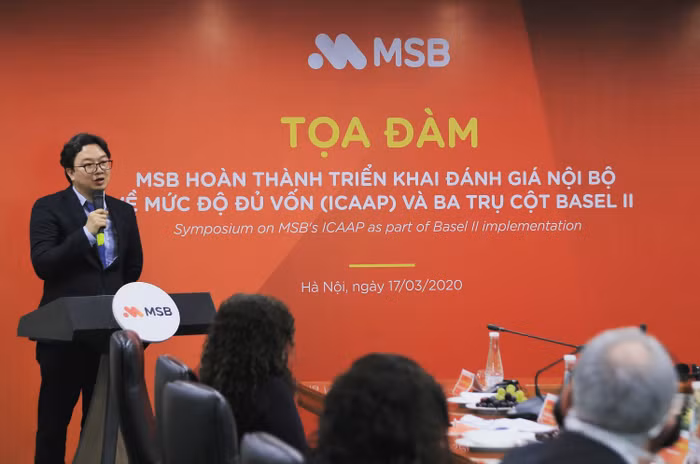 MSB
TỌA ĐÀM
MSB HOÀN THÀNH TRIỂN KHAI ĐÁNH GIÁ NỘI BỘ
VỀ MỨC ĐỘ ĐỦ VỐN (ICAAP) VÀ BA TRỤ CỘT BASEL II
Symposium on MSB's ICAAP as part of Basel II implementation
Hà Nội, ngày 17/03/2020
MSB